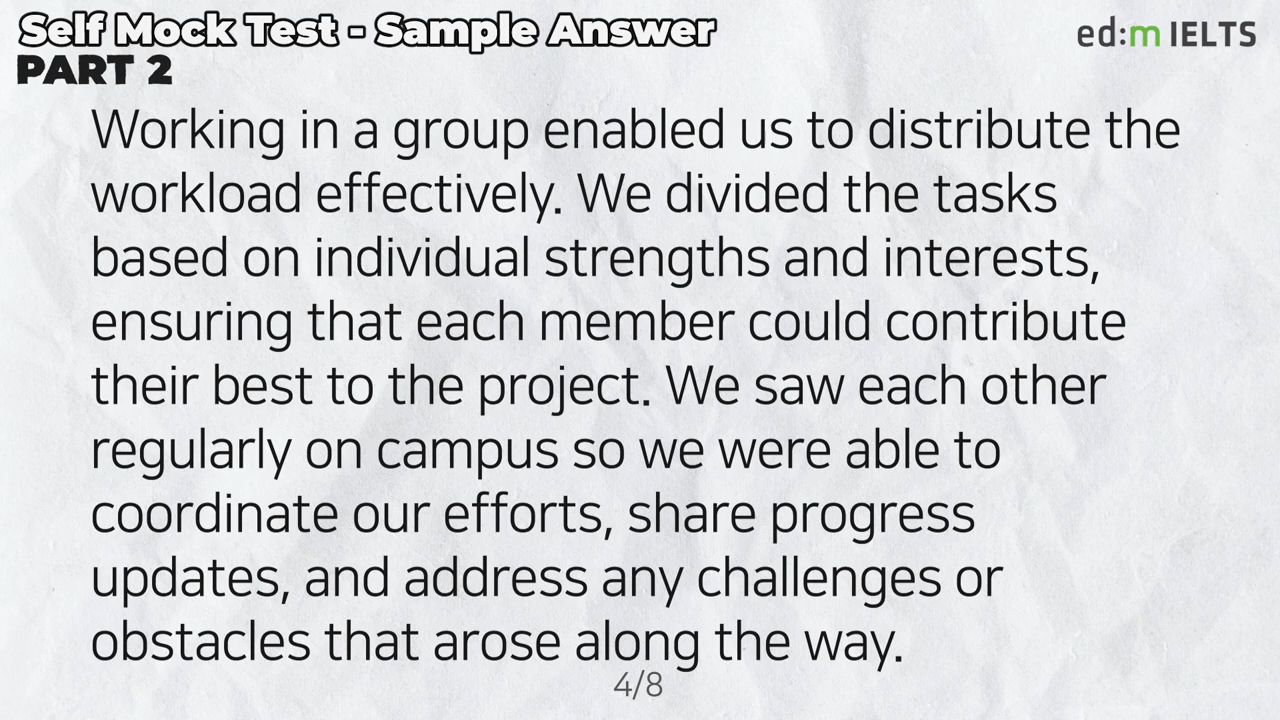 Self Mock Test - Sample Answer
ed:m IELTS
PART 2
Working in a group enabled us to distribute the
workload effectively. We divided the tasks
based on individual strengths and interests,
ensuring that each member could contribute
their best to the project. We saw each other
regularly on campus so we were able to
coordinate our efforts, share progress
updates, and address any challenges or
obstacles that arose along the way.
4/8